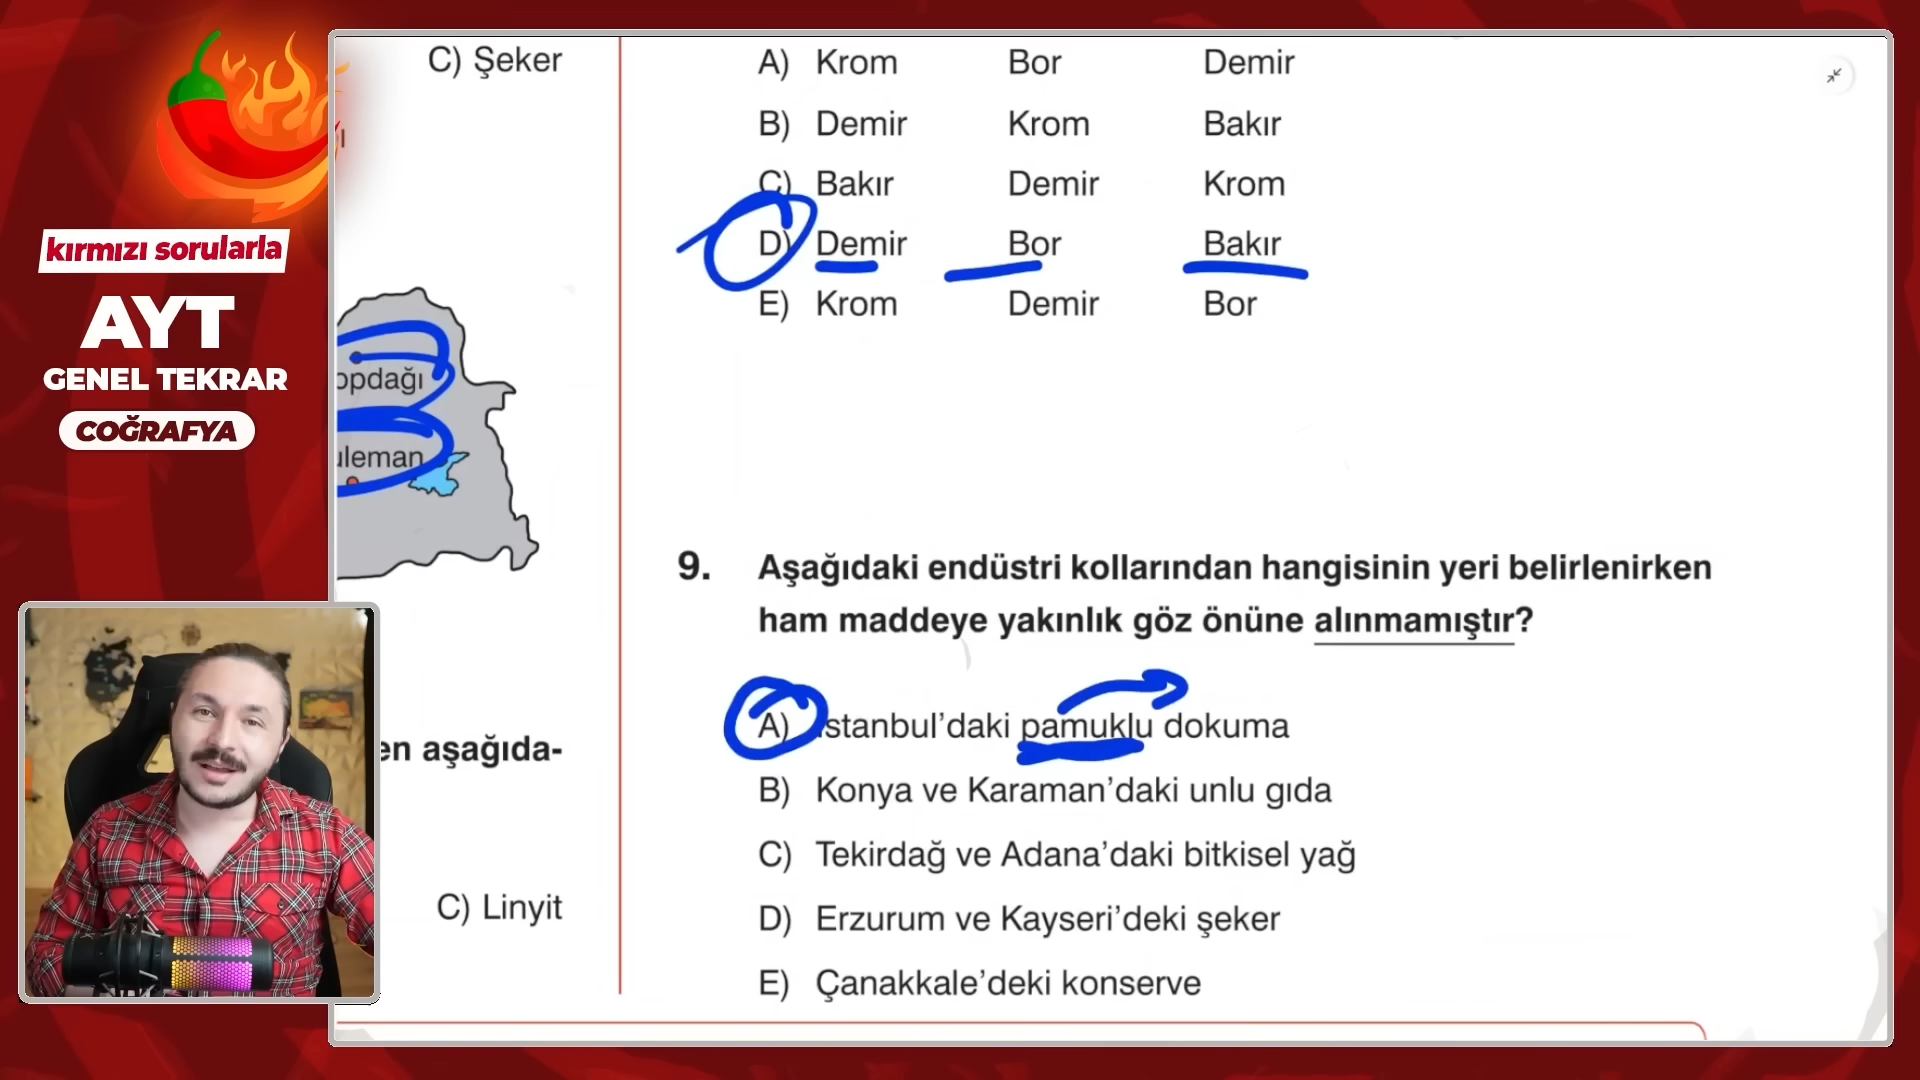 kırmızı sorularla
AYT
GENEL TEKRAR
COĞRAFYA
C) Şeker
opdağı
uleman
en aşağıda-
C) Linyit
A) Krom Bor Demir
B) Demir Krom Bakır
C) Bakır Demir Krom
D) Demir Bor Bakır
E) Krom Demir Bor
9. Aşağıdaki endüstri kollarından hangisinin yeri belirlenirken
ham maddeye yakınlık göz önüne alınmamıştır?
A) İstanbul'daki pamuklu dokuma
B) Konya ve Karaman'daki unlu gıda
C) Tekirdağ ve Adana'daki bitkisel yağ
D) Erzurum ve Kayseri'deki şeker
E) Çanakkale'deki konserve